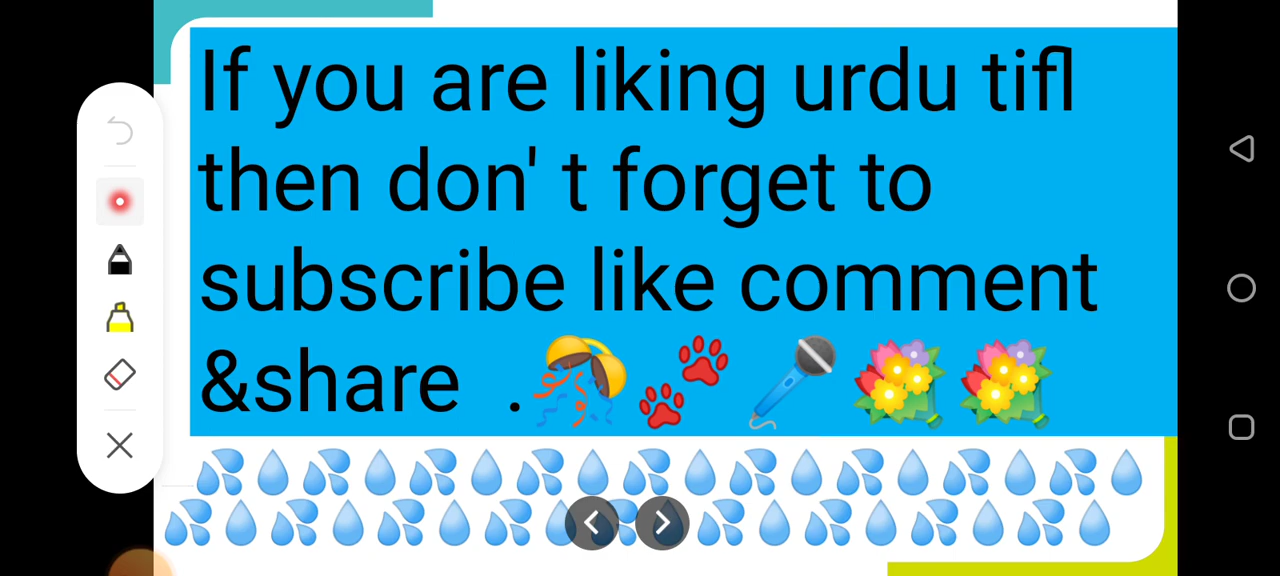 If you are liking urdu tifl
then don' t forget to
subscribe like comment
&share .